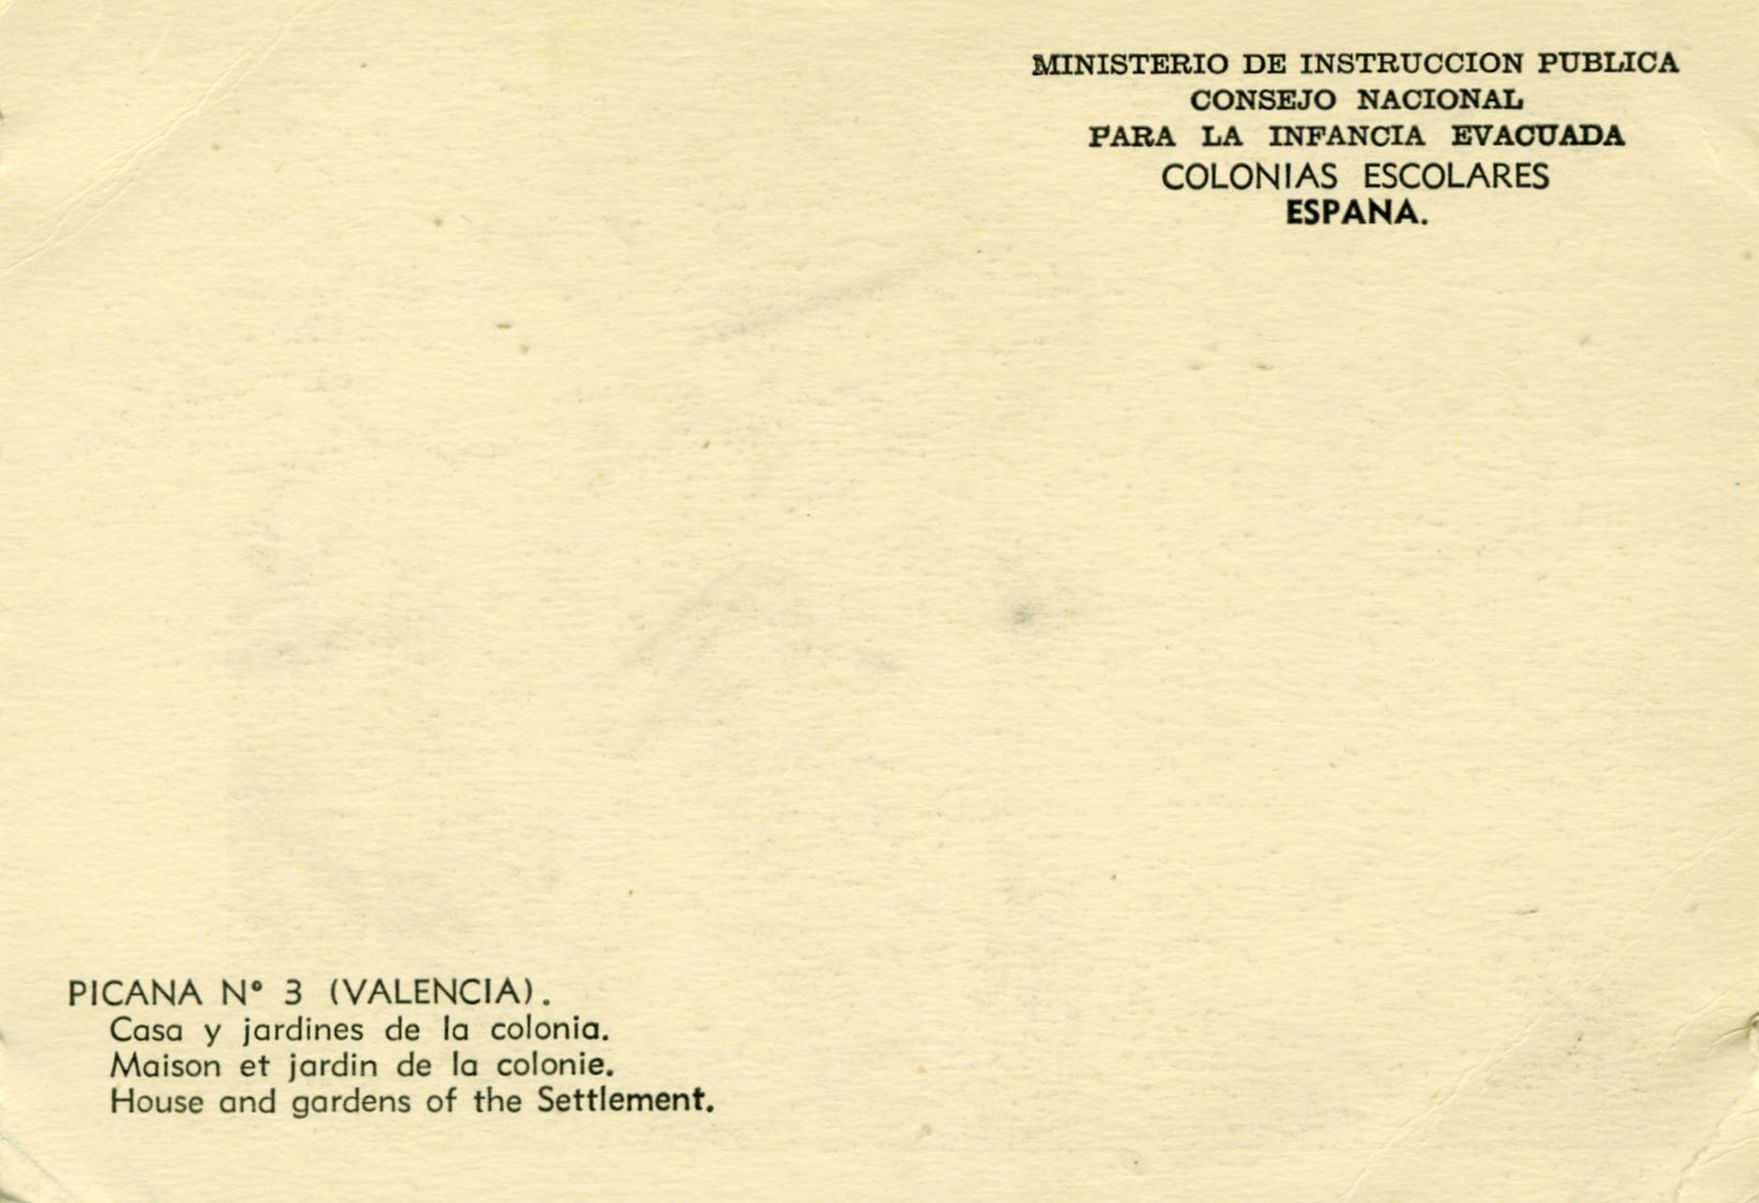 MINISTERIO DE INSTRUCCION PUBLICA
CONSEJO NACIONAL
PARA LA INFANCIA EVACUADA
COLONIAS ESCOLARES
ESPANA.
PICANA N° 3 (VALENCIA).
Casa y jardines de la colonia.
Maison et jardin de la colonie.
House and gardens of the Settlement.